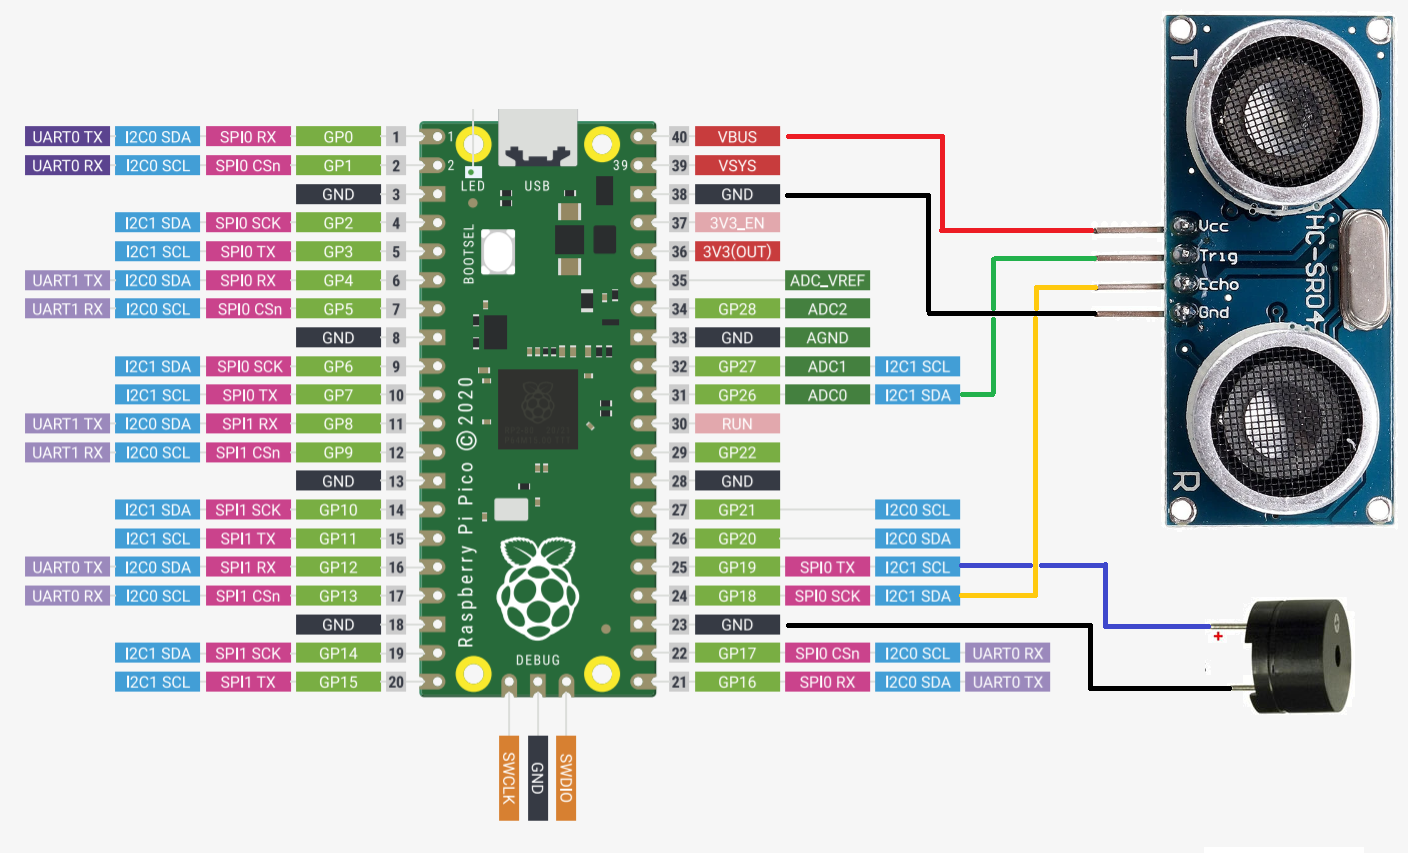 UART0 TX I2C0 SDA SPI0 RX GP0 1
UART0 RX I2C0 SCL SPI0 CSn GP1 2
GND 3
I2C1 SDA SPI0 SCK GP2 4
I2C1 SCL SPI0 TX GP3 5
UART1 TX I2C0 SDA SPI0 RX GP4 6
UART1 RX I2C0 SCL SPI0 CSn GP5 7
GND 8
I2C1 SDA SPI0 SCK GP6 9
I2C1 SCL SPI0 TX GP7 10
UART1 TX I2C0 SDA SPI1 RX GP8 11
UART1 RX I2C0 SCL SPI1 CSn GP9 12
GND 13
I2C1 SDA SPI1 SCK GP10 14
I2C1 SCL SPI1 TX GP11 15
UART0 TX I2C0 SDA SPI1 RX GP12 16
UART0 RX I2C0 SCL SPI1 CSn GP13 17
GND 18
I2C1 SDA SPI1 SCK GP14 19
I2C1 SCL SPI1 TX GP15 20
1
2
39
LED
USB
BOOTSEL
Raspberry Pi Pico © 2020
DEBUG
SWCLK
GND
SWDIO
40 VBUS
39 VSYS
38 GND
37 3V3_EN
36 3V3(OUT)
35 ADC_VREF
34 GP28 ADC2
33 GND AGND
32 GP27 ADC1 I2C1 SCL
31 GP26 ADC0 I2C1 SDA
30 RUN
29 GP22
28 GND
27 GP21 I2C0 SCL
26 GP20 I2C0 SDA
25 GP19 SPI0 TX I2C1 SCL
24 GP18 SPI0 SCK I2C1 SDA
23 GND
22 GP17 SPI0 CSn I2C0 SCL UART0 RX
21 GP16 SPI0 RX I2C0 SDA UART0 TX
T
Vcc
Trig
Echo
Gnd
HC-SR04
R
+